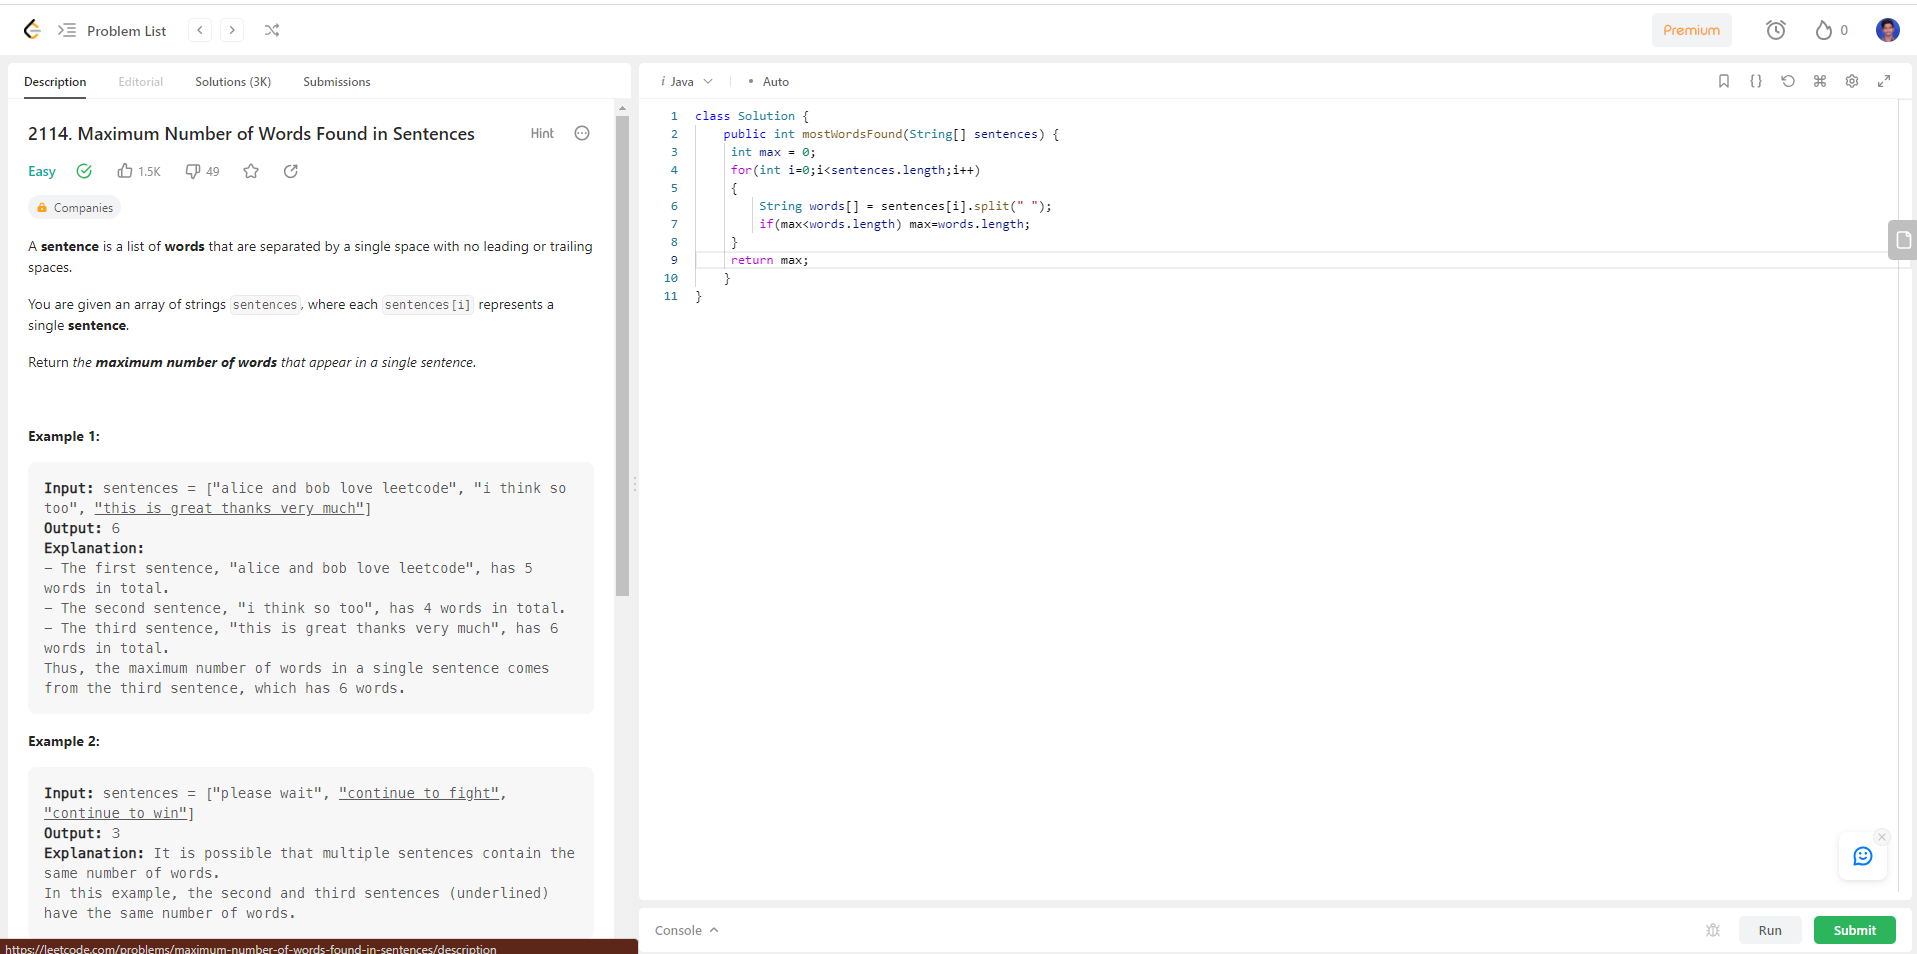 Problem List
Premium
0
Description Editorial Solutions (3K) Submissions
2114. Maximum Number of Words Found in Sentences
Hint
Easy 1.5K 49
Companies
A sentence is a list of words that are separated by a single space with no leading or trailing
spaces.
You are given an array of strings sentences, where each sentences[i] represents a
single sentence.
Return the maximum number of words that appear in a single sentence.
Example 1:
Input: sentences = ["alice and bob love leetcode", "i think so
too", "this is great thanks very much"]
Output: 6
Explanation:
- The first sentence, "alice and bob love leetcode", has 5
words in total.
- The second sentence, "i think so too", has 4 words in total.
- The third sentence, "this is great thanks very much", has 6
words in total.
Thus, the maximum number of words in a single sentence comes
from the third sentence, which has 6 words.
Example 2:
Input: sentences = ["please wait", "continue to fight",
"continue to win"]
Output: 3
Explanation: It is possible that multiple sentences contain the
same number of words.
In this example, the second and third sentences (underlined)
have the same number of words.
https://leetcode.com/problems/maximum-number-of-words-found-in-sentences/description
i Java • Auto
1 class Solution {
2 public int mostWordsFound(String[] sentences) {
3 int max = 0;
4 for(int i=0;i<sentences.length;i++)
5 {
6 String words[] = sentences[i].split(" ");
7 if(max<words.length) max=words.length;
8 }
9 return max;
10 }
11 }
Console
Run
Submit